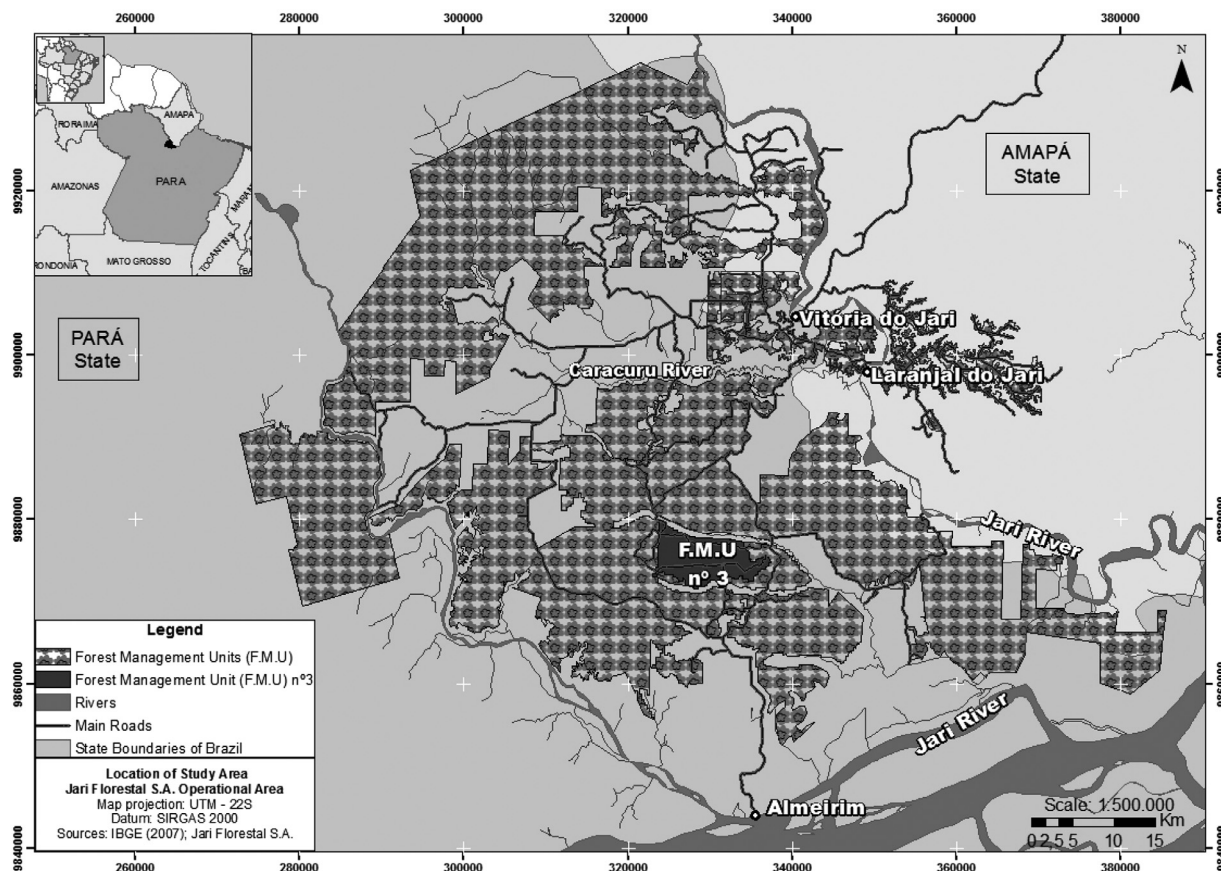 260000 280000 300000 320000 340000 360000 380000
N
AMAPA
RORAIMA
AMAZONAS
PARA
TOCANTINS
MATO GROSSO
AMAPÁ
State
9920000
9920000
PARÁ
State
Vitória do Jari
9900000
Caracuru River
Laranjal do Jari
9880000
Jari River
F.M.U
n° 3
Legend
Forest Management Units (F.M.U)
Forest Management Unit (F.M.U) nº3
Rivers
Main Roads
State Boundaries of Brazil
9860000
9860000
Location of Study Area
Jari Florestal S.A. Operational Area
Map projection: UTM - 22S
Datum: SIRGAS 2000
Sources: IBGE (2007); Jari Florestal S.A.
Jari River
Almeirim
Scale: 1:500.000
0 2,5 5 10 15 Km
9840000
260000 280000 300000 320000 340000 360000 380000